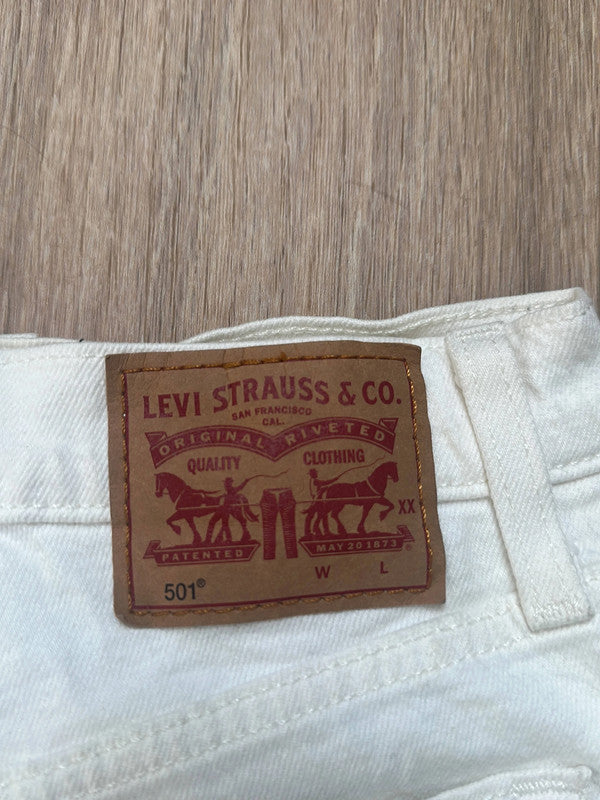 LEVI STRAUSS & CO.
SAN FRANCISCO
CAL.
ORIGINAL RIVETED
QUALITY CLOTHING
XX
PATENTED MAY 20 1873 ®
W L
501®